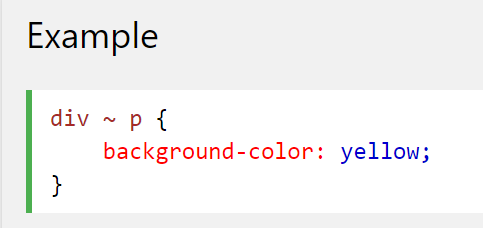 Example
div ~ p {
    background-color: yellow;
}